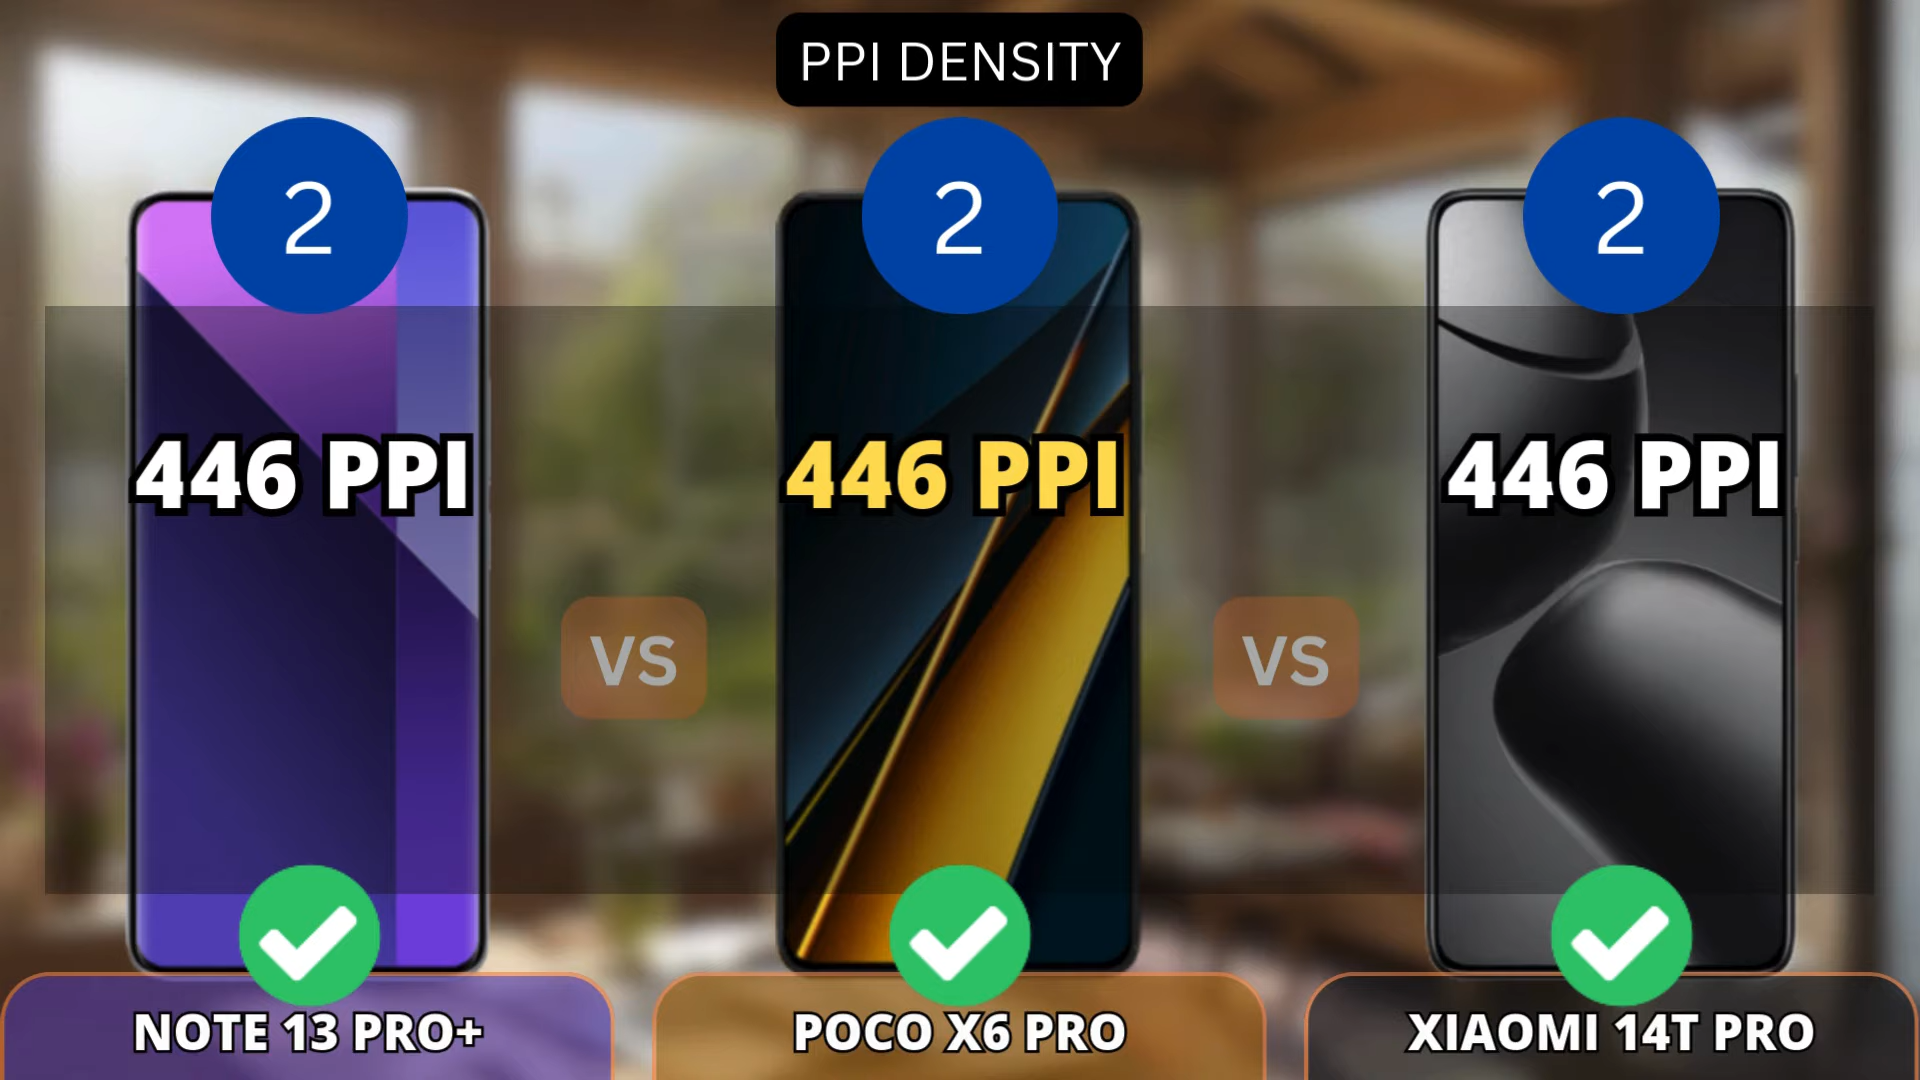 PPI DENSITY
2
2
2
446 PPI
446 PPI
446 PPI
VS
VS
NOTE 13 PRO+
POCO X6 PRO
XIAOMI 14T PRO